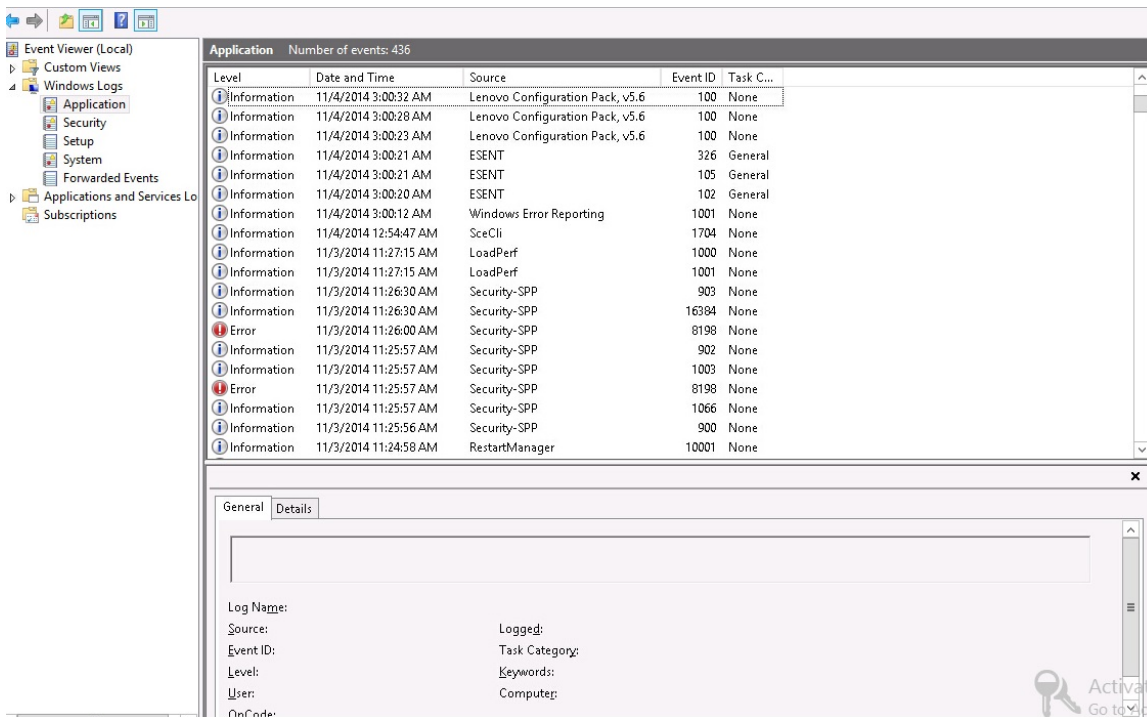 Event Viewer (Local)
Custom Views
Windows Logs
Application
Security
Setup
System
Forwarded Events
Applications and Services Lo
Subscriptions
Application Number of events: 436
Level Date and Time Source Event ID Task C...
Information 11/4/2014 3:00:32 AM Lenovo Configuration Pack, v5.6 100 None
Information 11/4/2014 3:00:28 AM Lenovo Configuration Pack, v5.6 100 None
Information 11/4/2014 3:00:23 AM Lenovo Configuration Pack, v5.6 100 None
Information 11/4/2014 3:00:21 AM ESENT 326 General
Information 11/4/2014 3:00:21 AM ESENT 105 General
Information 11/4/2014 3:00:20 AM ESENT 102 General
Information 11/4/2014 3:00:12 AM Windows Error Reporting 1001 None
Information 11/4/2014 12:54:47 AM SceCli 1704 None
Information 11/3/2014 11:27:15 AM LoadPerf 1000 None
Information 11/3/2014 11:27:15 AM LoadPerf 1001 None
Information 11/3/2014 11:26:30 AM Security-SPP 903 None
Information 11/3/2014 11:26:30 AM Security-SPP 16384 None
Error 11/3/2014 11:26:00 AM Security-SPP 8198 None
Information 11/3/2014 11:25:57 AM Security-SPP 902 None
Information 11/3/2014 11:25:57 AM Security-SPP 1003 None
Error 11/3/2014 11:25:57 AM Security-SPP 8198 None
Information 11/3/2014 11:25:57 AM Security-SPP 1066 None
Information 11/3/2014 11:25:56 AM Security-SPP 900 None
Information 11/3/2014 11:24:58 AM RestartManager 10001 None
General Details
Log Name:
Source: Logged:
Event ID: Task Category:
Level: Keywords:
User: Computer:
OpCode:
Activa
Go to